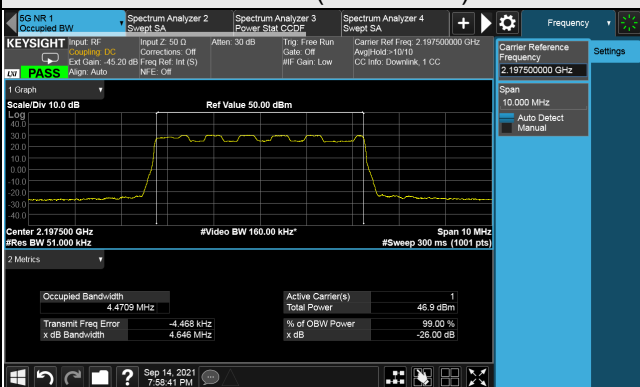 5G NR 1
Occupied BW
Spectrum Analyzer 2
Swept SA
Spectrum Analyzer 3
Power Stat CCDF
Spectrum Analyzer 4
Swept SA
Frequency
KEYSIGHT
Input: RF
Coupling: DC
Ext Gain: -45.20 dB
Align: Auto
Input Z: 50 Ω
Corrections: Off
Freq Ref: Int (S)
NFE: Off
Atten: 30 dB
Trig: Free Run
Gate: Off
#IF Gain: Low
Carrier Ref Freq: 2.197500000 GHz
Avg|Hold:>10/10
CC Info: Downlink, 1 CC
LXI
PASS
Carrier Reference
Frequency
2.197500000 GHz
Settings
Span
10.000 MHz
Auto Detect
Manual
1 Graph
Scale/Div 10.0 dB
Ref Value 50.00 dBm
Log
40.0
30.0
20.0
10.0
0.00
-10.0
-20.0
-30.0
-40.0
Center 2.197500 GHz
#Video BW 160.00 kHz*
Span 10 MHz
#Res BW 51.000 kHz
#Sweep 300 ms (1001 pts)
2 Metrics
Occupied Bandwidth
4.4709 MHz
Active Carrier(s) 1
Total Power 46.9 dBm
Transmit Freq Error -4.468 kHz
x dB Bandwidth 4.646 MHz
% of OBW Power 99.00 %
x dB -26.00 dB
?
Sep 14, 2021
7:58:41 PM